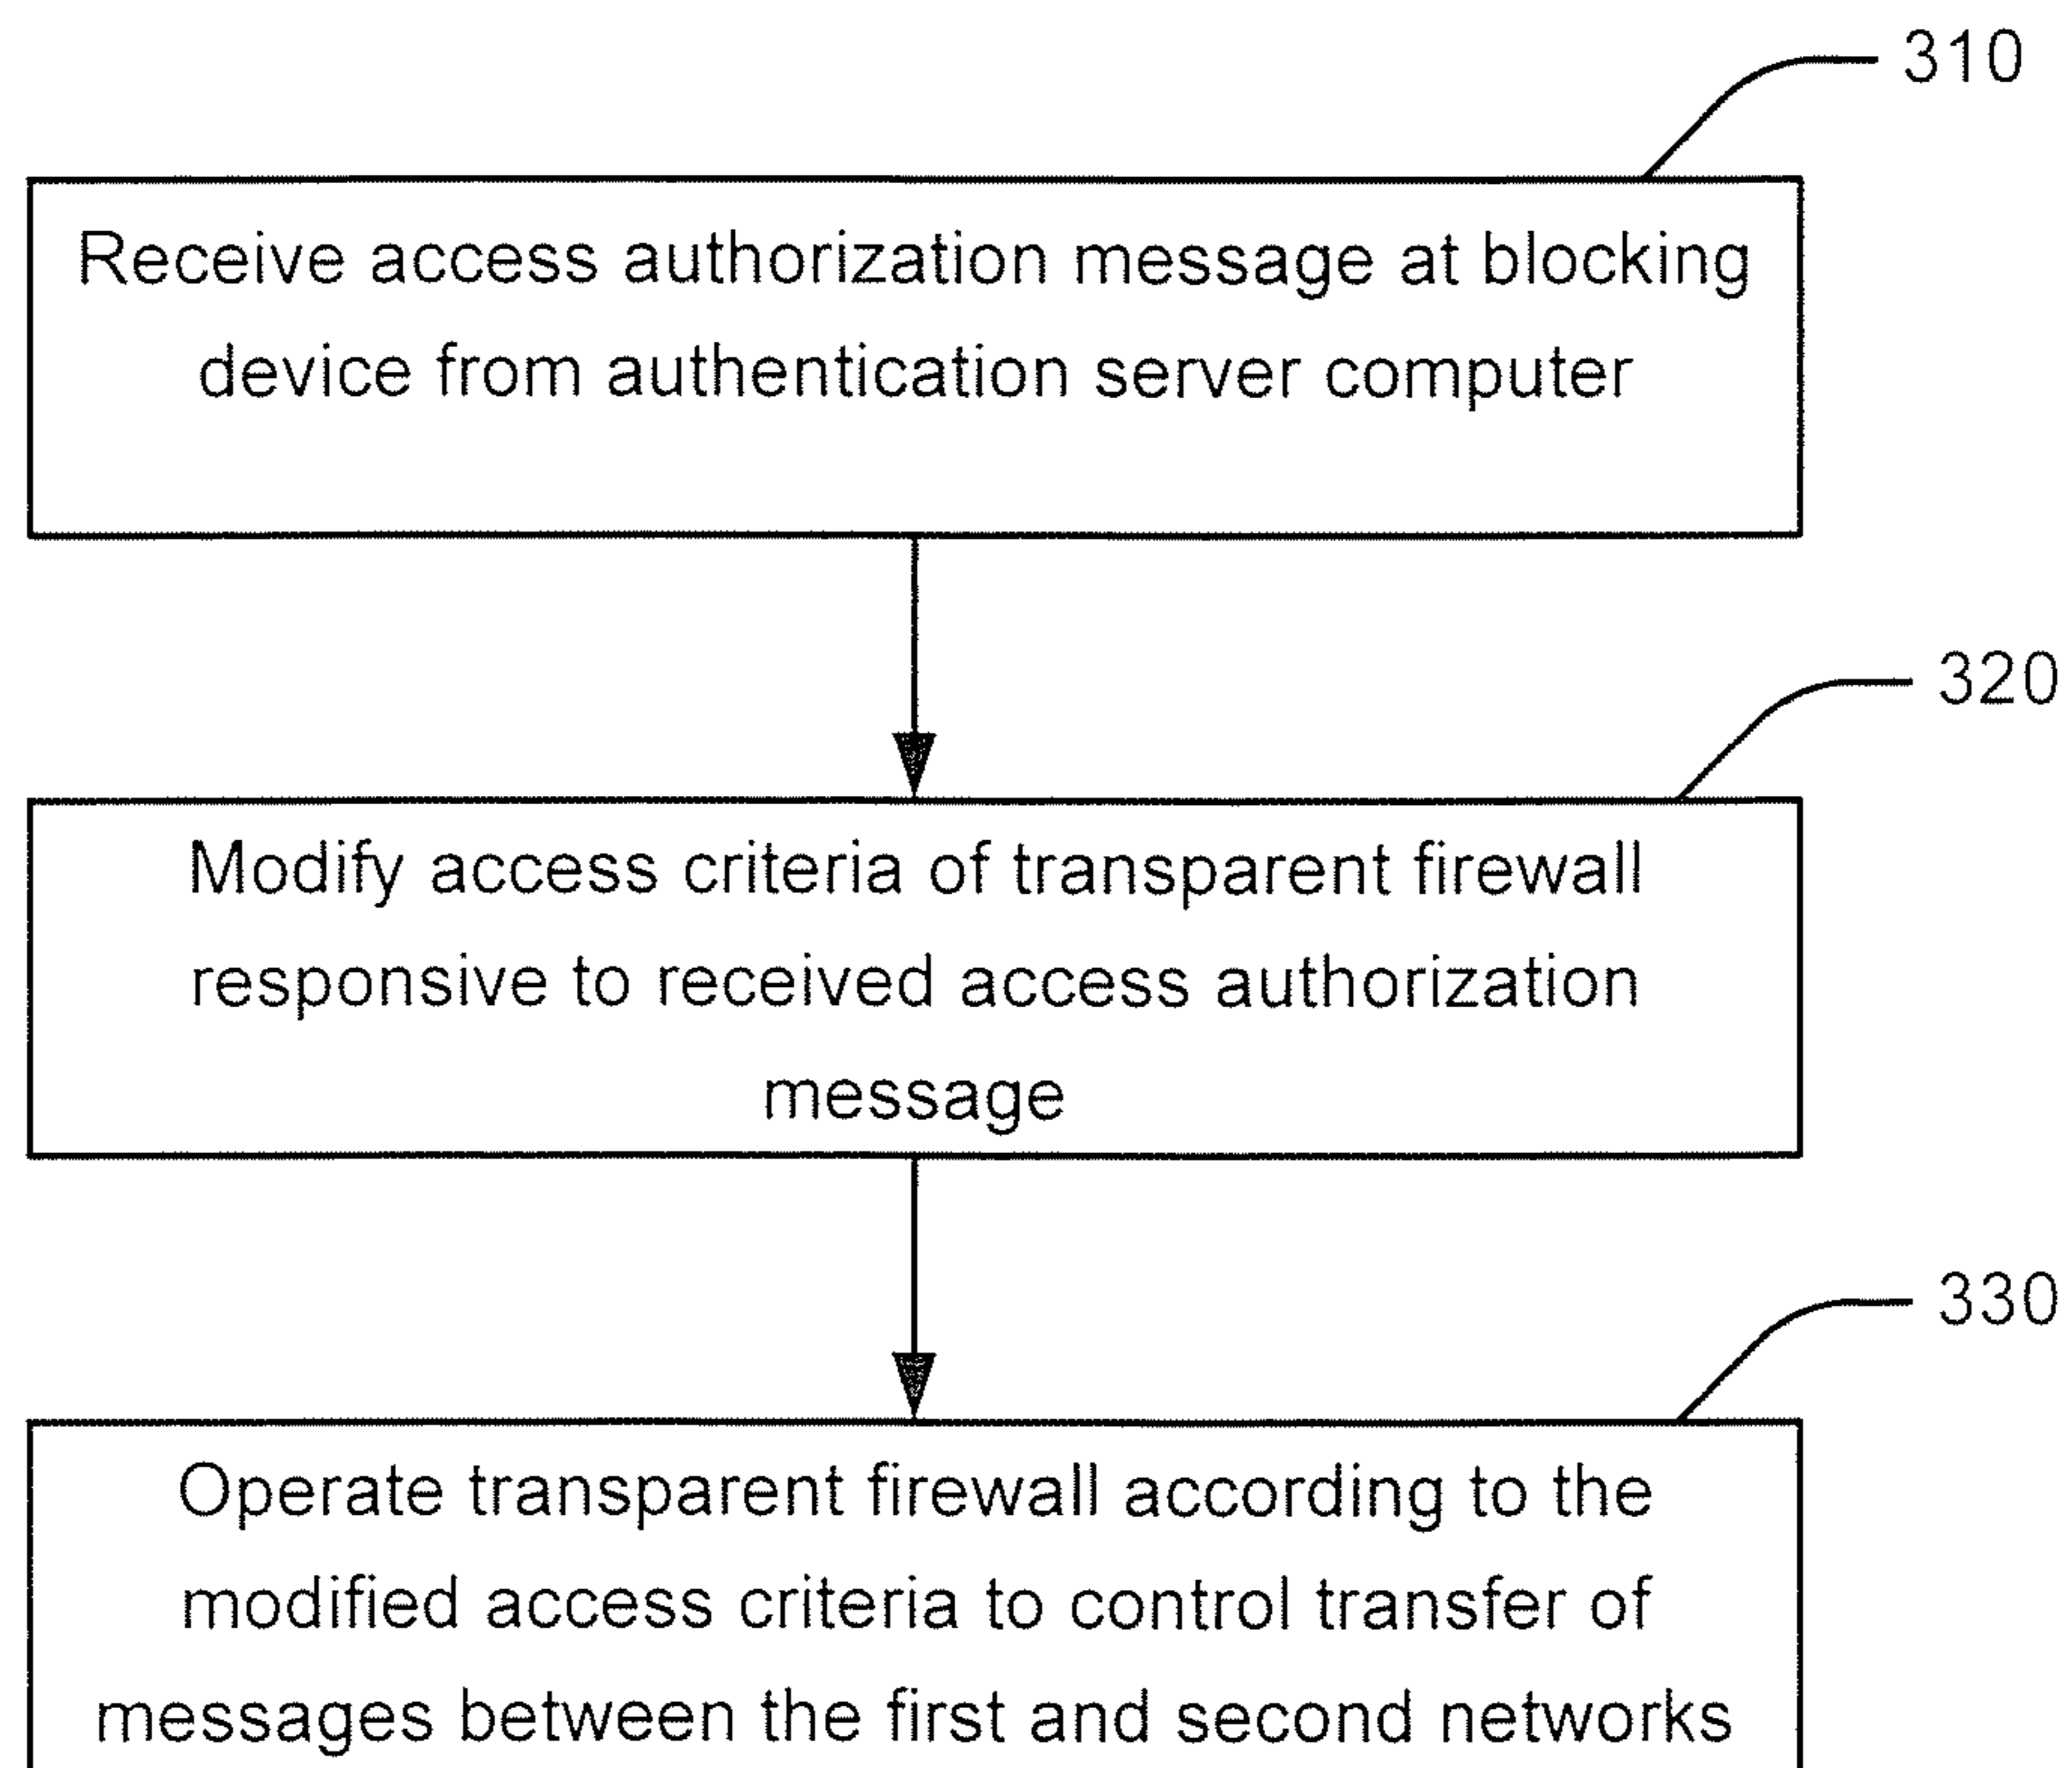 310
Receive access authorization message at blocking
device from authentication server computer
320
Modify access criteria of transparent firewall
responsive to received access authorization
message
330
Operate transparent firewall according to the
modified access criteria to control transfer of
messages between the first and second networks